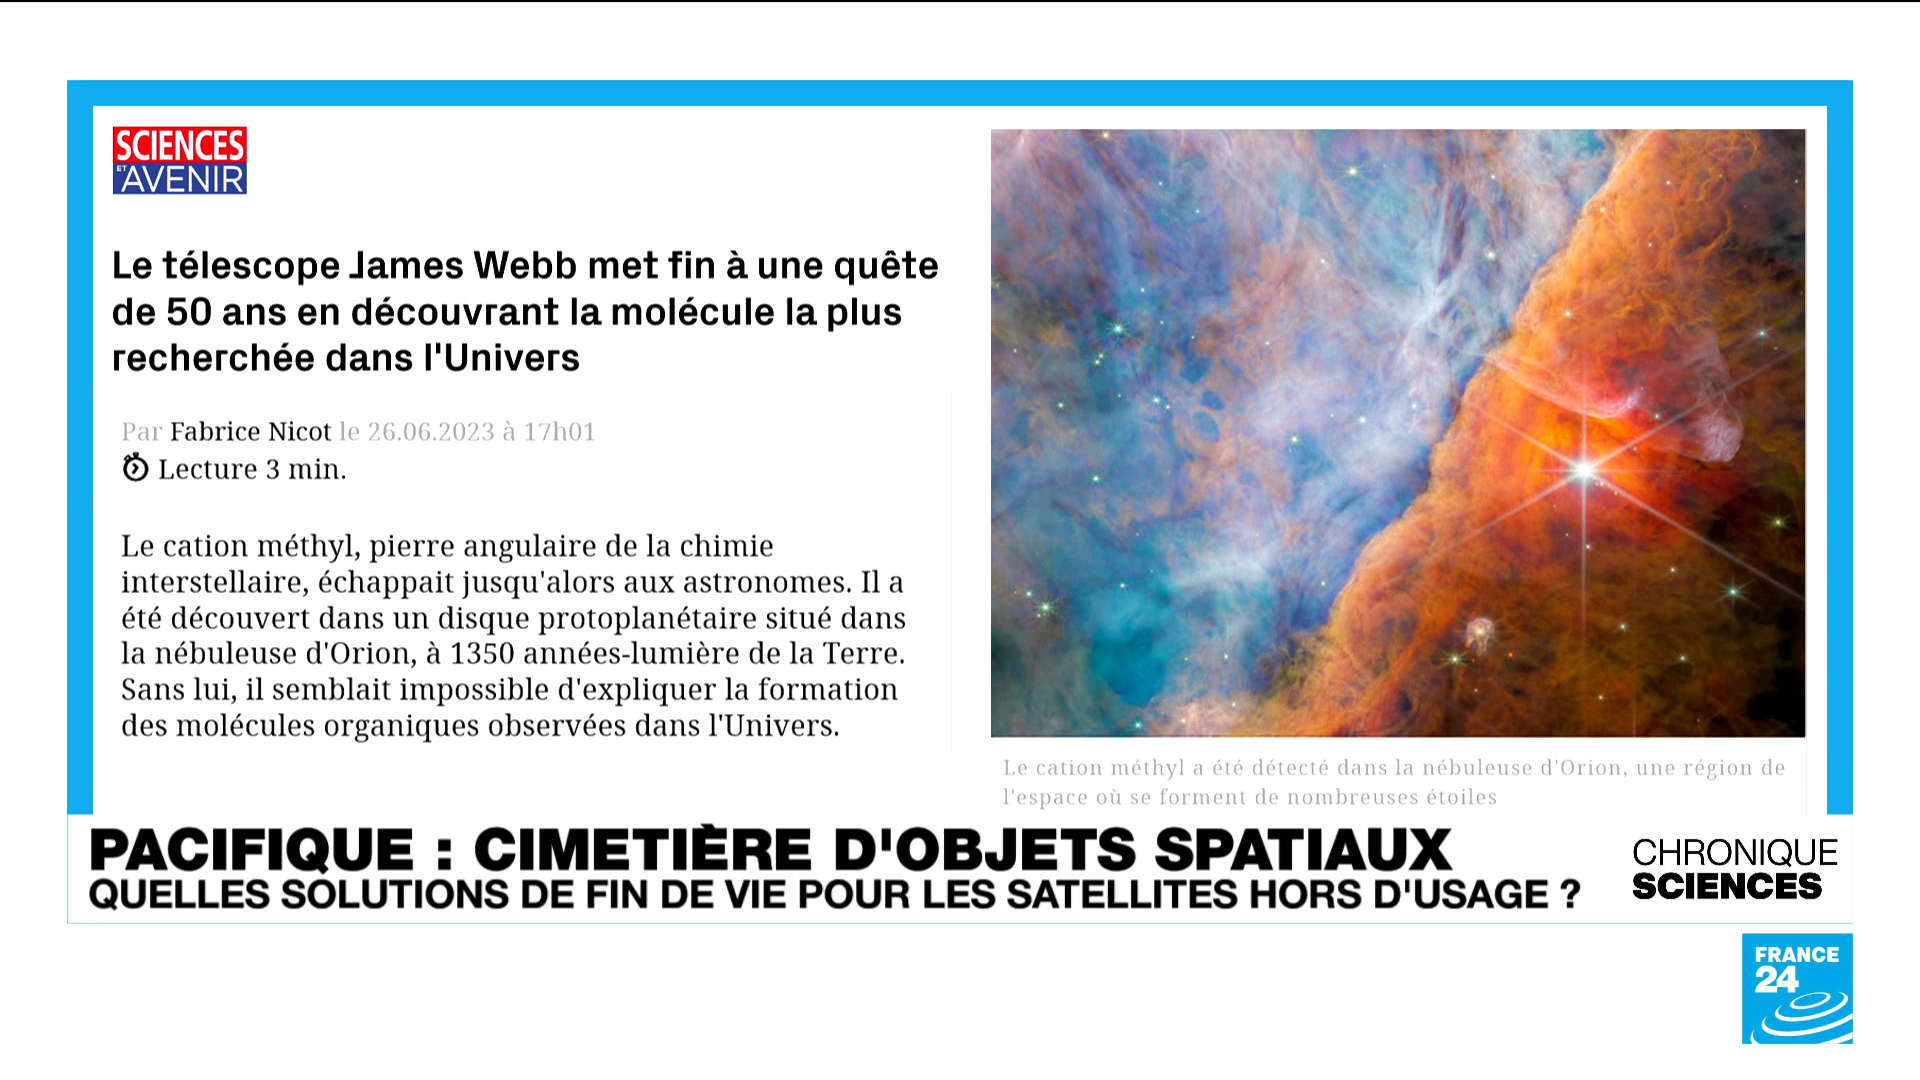 SCIENCES
ET AVENIR
Le télescope James Webb met fin à une quête
de 50 ans en découvrant la molécule la plus
recherchée dans l'Univers
Par Fabrice Nicot le 26.06.2023 à 17h01
Lecture 3 min.
Le cation méthyl, pierre angulaire de la chimie
interstellaire, échappait jusqu'alors aux astronomes. Il a
été découvert dans un disque protoplanétaire situé dans
la nébuleuse d'Orion, à 1350 années-lumière de la Terre.
Sans lui, il semblait impossible d'expliquer la formation
des molécules organiques observées dans l'Univers.
Le cation méthyl a été détecté dans la nébuleuse d'Orion, une région de
l'espace où se forment de nombreuses étoiles
PACIFIQUE : CIMETIÈRE D'OBJETS SPATIAUX
QUELLES SOLUTIONS DE FIN DE VIE POUR LES SATELLITES HORS D'USAGE ?
CHRONIQUE
SCIENCES
FRANCE
24